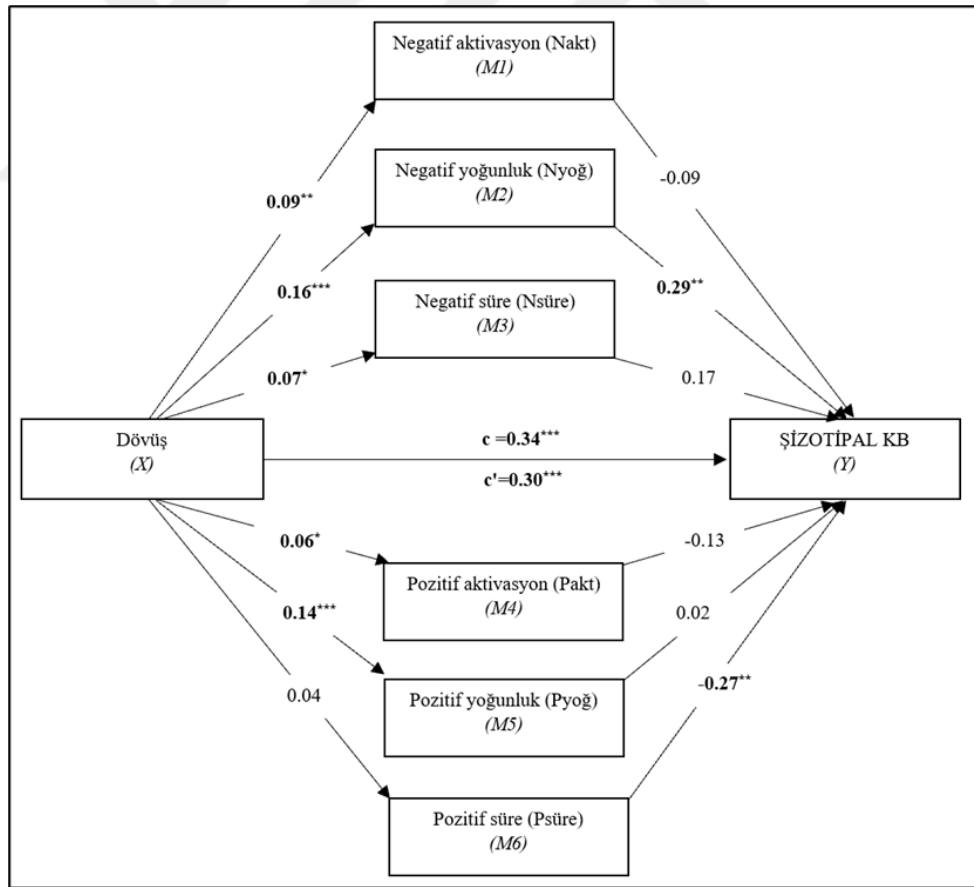 Negatif aktivasyon (Nakt)
(M1)
Negatif yoğunluk (Nyoğ)
(M2)
-0.09
0.09**
0.16***
Negatif süre (Nsüre)
(M3)
0.29**
0.07*
0.17
Dövüş
(X)
c =0.34***
c'=0.30***
ŞİZOTİPAL KB
(Y)
0.06*
-0.13
Pozitif aktivasyon (Pakt)
(M4)
0.14***
0.02
0.04
Pozitif yoğunluk (Pyoğ)
(M5)
-0.27**
Pozitif süre (Psüre)
(M6)